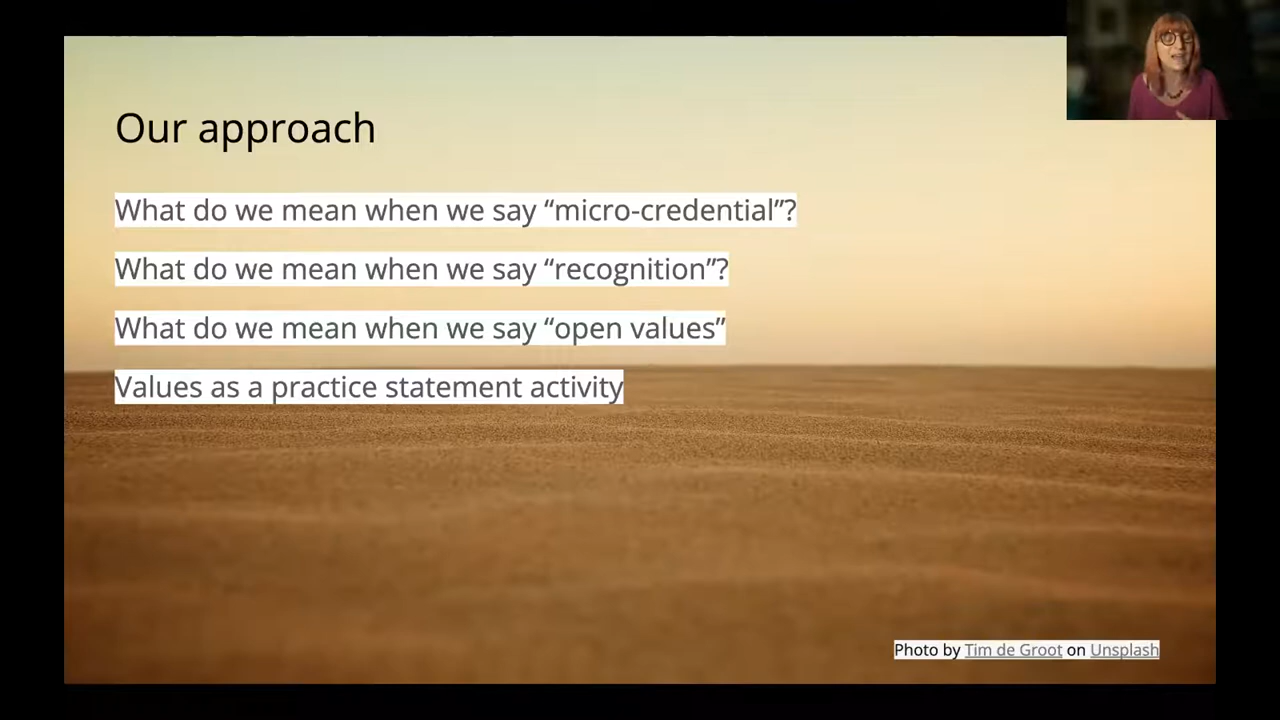 Our approach
What do we mean when we say “micro-credential”?
What do we mean when we say “recognition”?
What do we mean when we say “open values”
Values as a practice statement activity
Photo by Tim de Groot on Unsplash